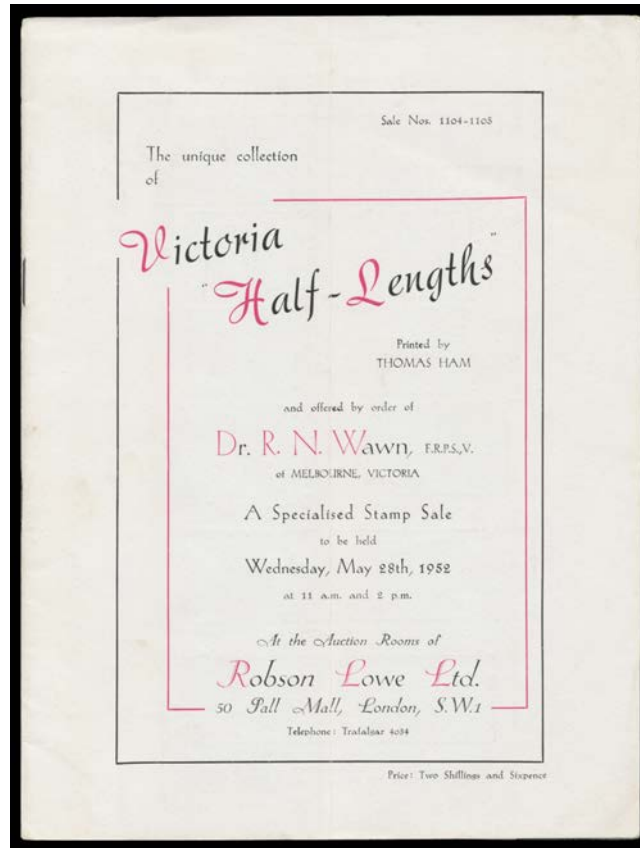 Sale Nos. 1104-1105
The unique collection
of
Victoria
"Half-Lengths"
Printed by
THOMAS HAM
and offered by order of
Dr. R. N. Wawn, F.R.P.S.,V.
of MELBOURNE, VICTORIA
A Specialised Stamp Sale
to be held
Wednesday, May 28th, 1952
at 11 a.m. and 2 p.m.
At the Auction Rooms of
Robson Lowe Ltd.
50 Pall Mall, London, S.W.1
Telephone: Trafalgar 4034
Price: Two Shillings and Sixpence